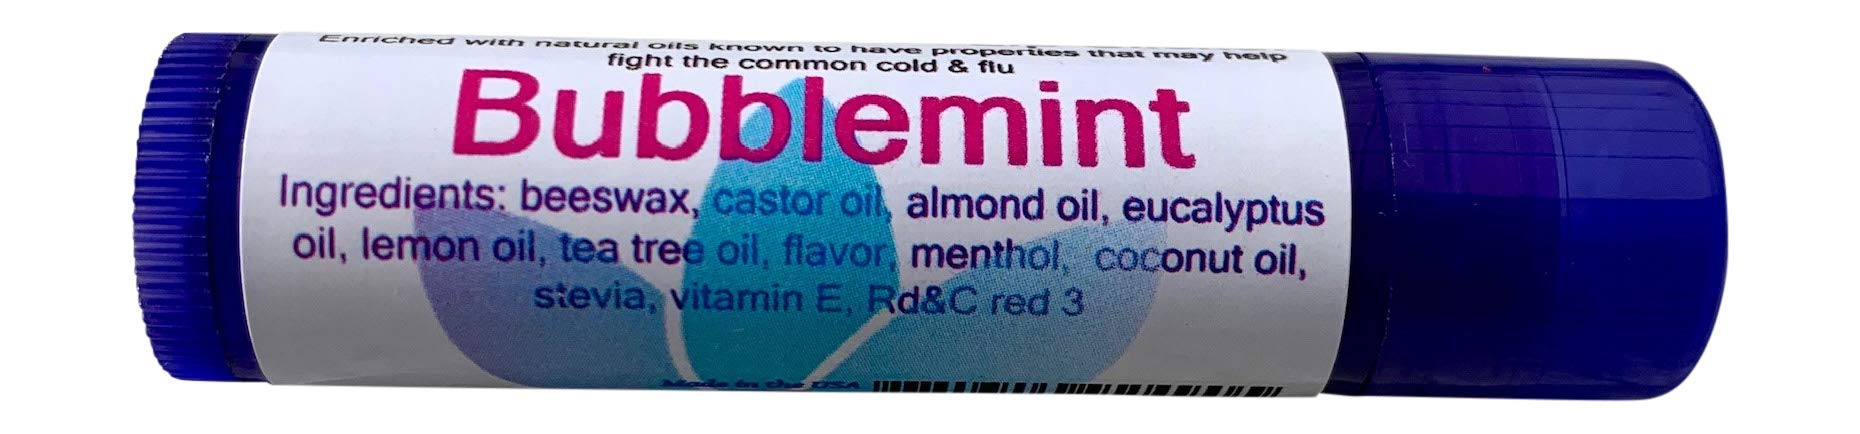 Enriched with natural oils known to have properties that may help
fight the common cold & flu
Bubblemint
Ingredients: beeswax, castor oil, almond oil, eucalyptus
oil, lemon oil, tea tree oil, flavor, menthol, coconut oil,
stevia, vitamin E, Rd&C red 3
Made in the USA